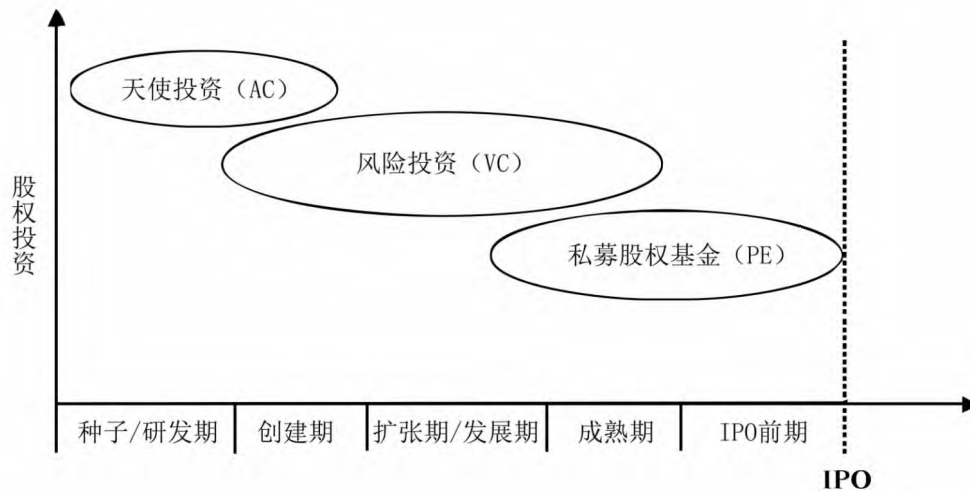 天使投资（AC）
风险投资（VC）
股权投资
私募股权基金（PE）
种子/研发期
创建期
扩张期/发展期
成熟期
IPO前期
IPO